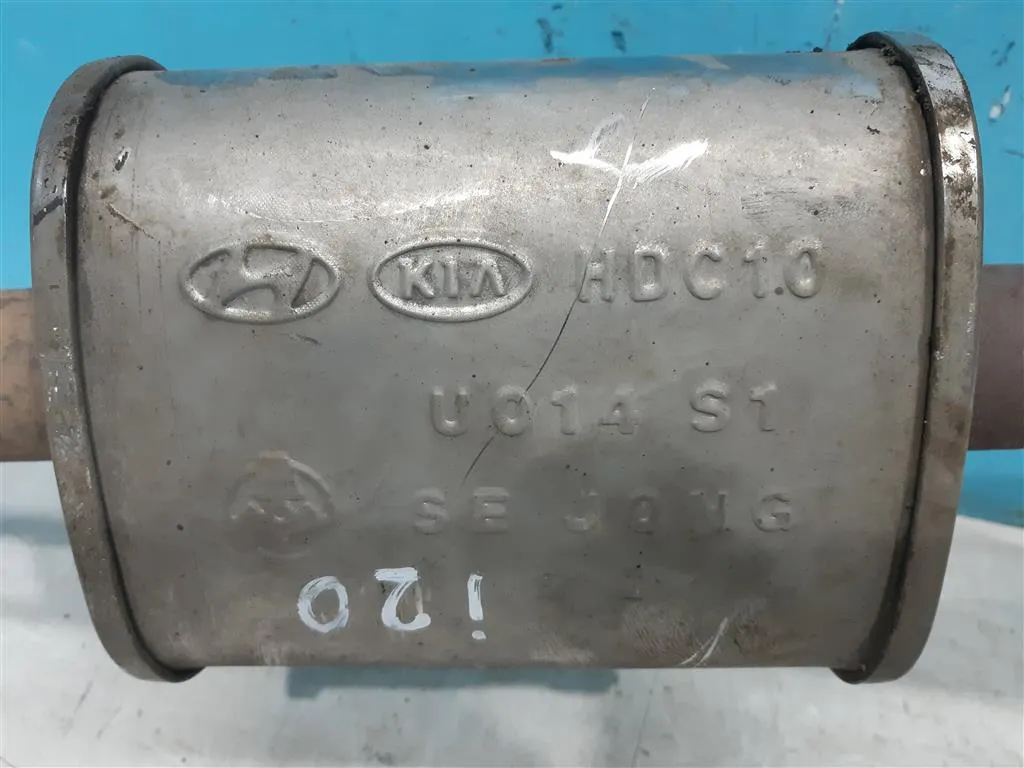 KIA HDC1.0
U014 S1
SE JONG
i20